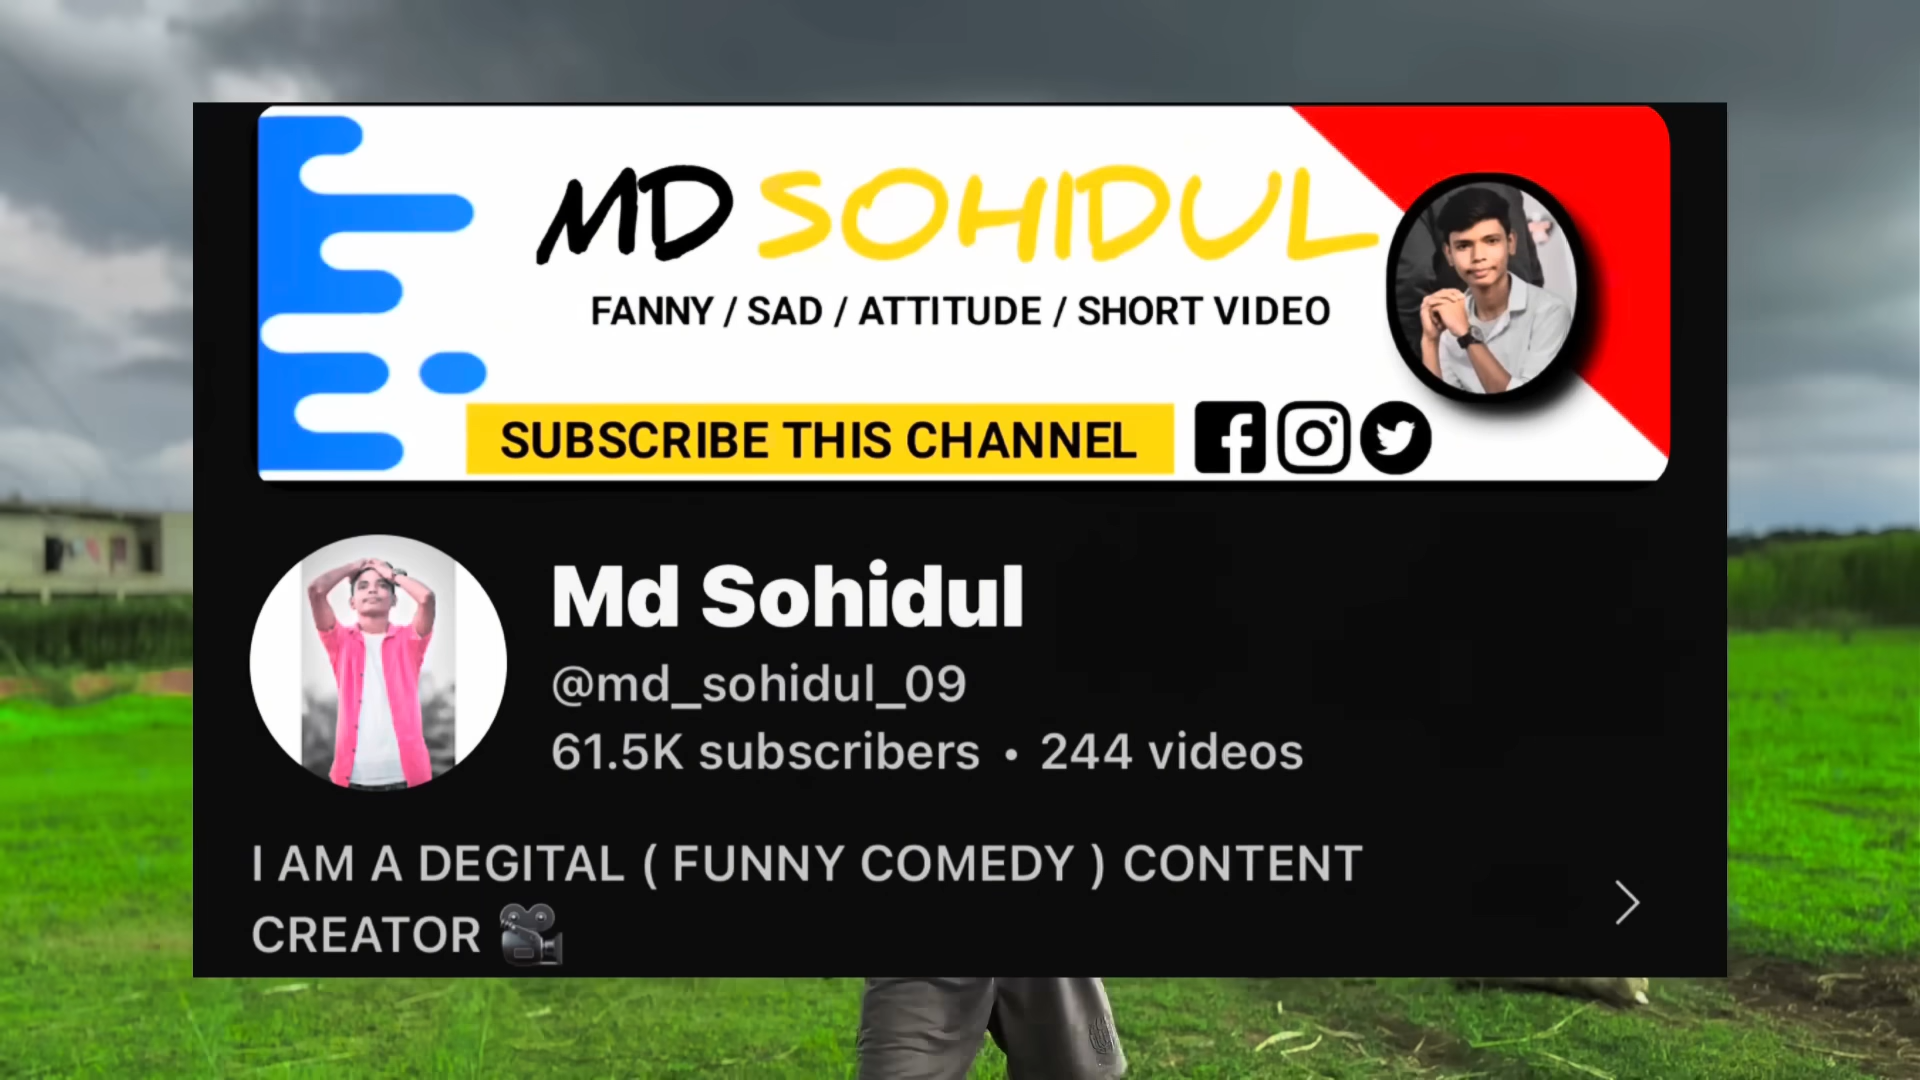 MD SOHIDUL
FANNY / SAD / ATTITUDE / SHORT VIDEO
SUBSCRIBE THIS CHANNEL
Md Sohidul
@md_sohidul_09
61.5K subscribers • 244 videos
I AM A DEGITAL ( FUNNY COMEDY ) CONTENT
CREATOR 🎥